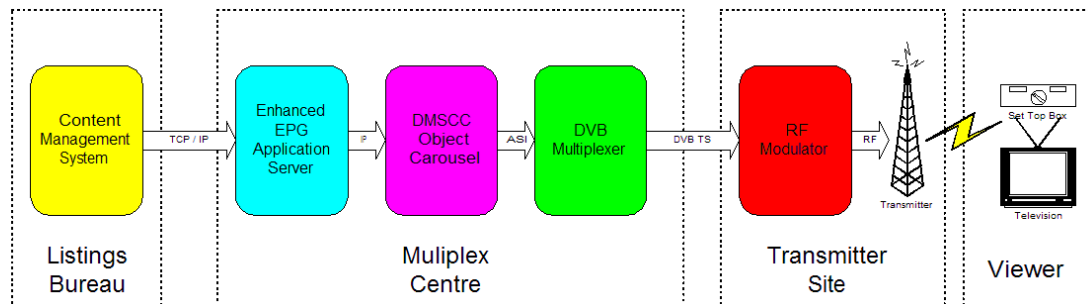 Content
Management
System
TCP / IP
Enhanced
EPG
Application
Server
IP
DMSCC
Object
Carousel
ASI
DVB
Multiplexer
DVB TS
RF
Modulator
RF
Transmitter
Set Top Box
Television
Listings
Bureau
Muliplex
Centre
Transmitter
Site
Viewer